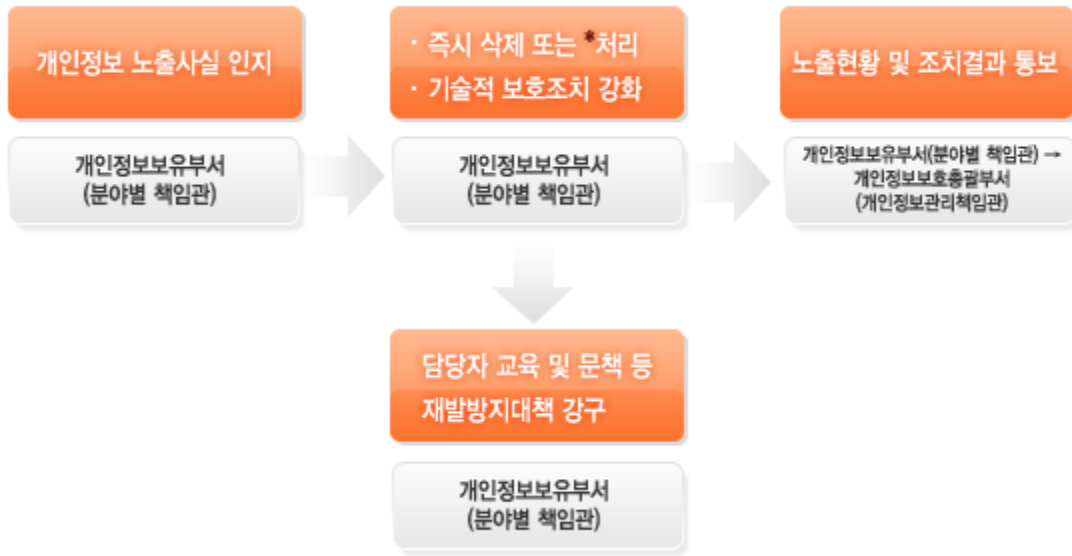 개인정보 노출사실 인지
개인정보보유부서
(분야별 책임관)
· 즉시 삭제 또는 *처리
· 기술적 보호조치 강화
개인정보보유부서
(분야별 책임관)
노출현황 및 조치결과 통보
개인정보보유부서(분야별 책임관) →
개인정보보호총괄부서
(개인정보관리책임관)
담당자 교육 및 문책 등
재발방지대책 강구
개인정보보유부서
(분야별 책임관)